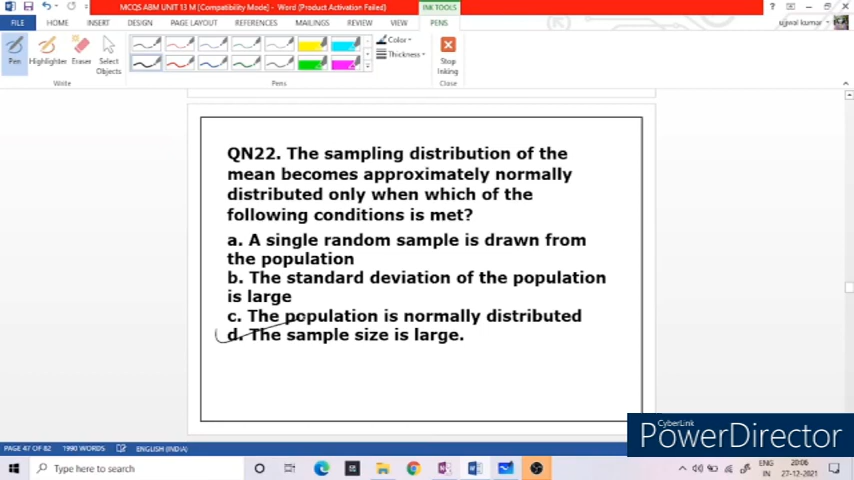 MCQS ABM UNIT 13 M [Compatibility Mode] - Word (Product Activation Failed)
INK TOOLS
FILE HOME INSERT DESIGN PAGE LAYOUT REFERENCES MAILINGS REVIEW VIEW PENS
ujjwal kumar
Pen Highlighter Eraser Select Objects
Color
Thickness
Stop Inking
Write Pens Close
QN22. The sampling distribution of the
mean becomes approximately normally
distributed only when which of the
following conditions is met?
a. A single random sample is drawn from
the population
b. The standard deviation of the population
is large
c. The population is normally distributed
d. The sample size is large.
CyberLink
PowerDirector
PAGE 47 OF 82 1990 WORDS ENGLISH (INDIA)
Type here to search
ENG
IN
20:06
27-12-2021